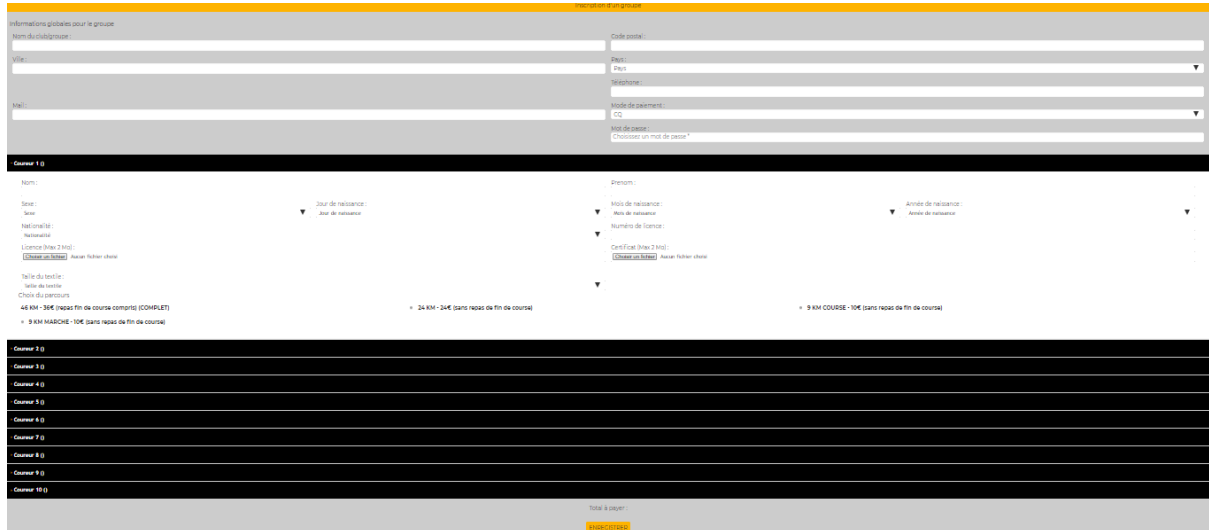 Inscription d'un groupe
Informations globales pour le groupe
Nom du club/groupe : Code postal :
Ville : Pays :
Pays
Téléphone :
Mail : Mode de paiement :
CQ
Mot de passe :
Choisissez un mot de passe *
- Coureur 1 ()
Nom : Prenom :
Sexe : Jour de naissance : Mois de naissance : Année de naissance :
Sexe Jour de naissance Mois de naissance Année de naissance
Nationalité : Numéro de licence :
Nationalité
Licence (Max 2 Mo) : Certificat (Max 2 Mo) :
Choisir un fichier Aucun fichier choisi Choisir un fichier Aucun fichier choisi
Taille du textile :
Taille du textile
Choix du parcours
46 KM - 36€ (repas fin de course compris) (COMPLET) 24 KM - 24€ (sans repas de fin de course) 9 KM COURSE - 10€ (sans repas de fin de course)
9 KM MARCHE - 10€ (sans repas de fin de course)
- Coureur 2 ()
- Coureur 3 ()
- Coureur 4 ()
- Coureur 5 ()
- Coureur 6 ()
- Coureur 7 ()
- Coureur 8 ()
- Coureur 9 ()
- Coureur 10 ()
Total à payer :
ENREGISTRER